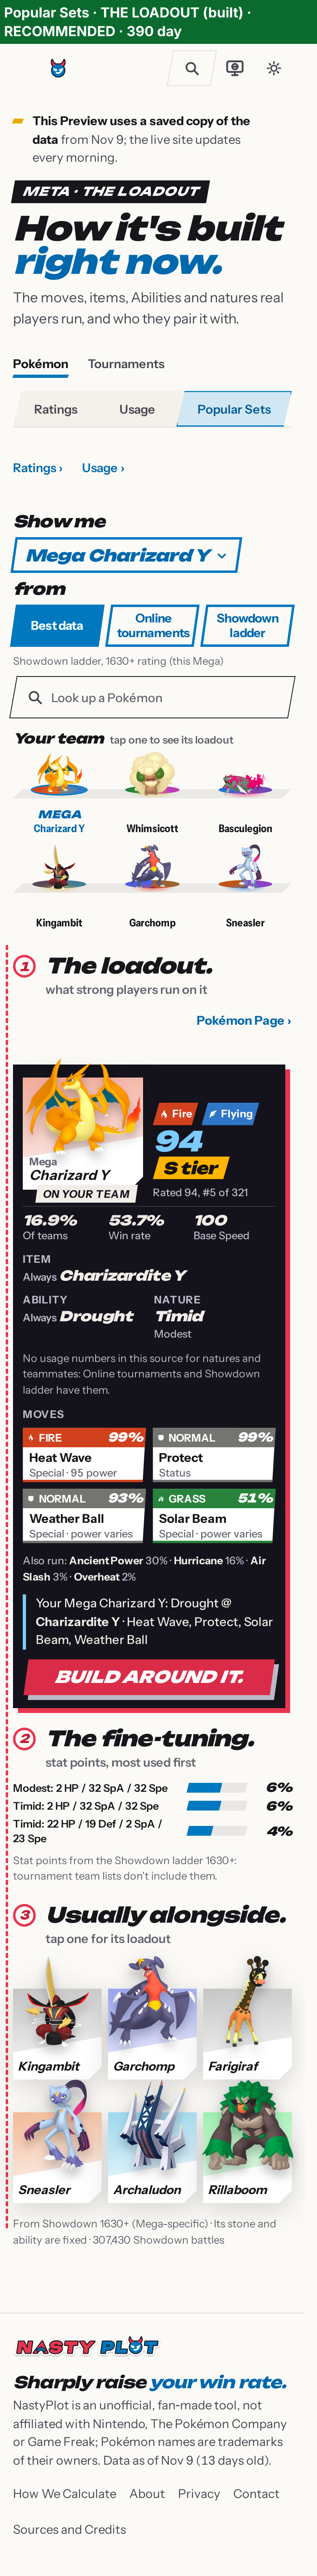 Popular Sets · THE LOADOUT (built) ·
RECOMMENDED · 390 day
This Preview uses a saved copy of the
data from Nov 9; the live site updates
every morning.
META · THE LOADOUT
How it's built
right now.
The moves, items, Abilities and natures real
players run, and who they pair it with.
Pokémon Tournaments
Ratings Usage Popular Sets
Ratings › Usage ›
Show me
Mega Charizard Y
from
Best data
Online
tournaments
Showdown
ladder
Showdown ladder, 1630+ rating (this Mega)
Look up a Pokémon
Your team tap one to see its loadout
MEGA
Charizard Y Whimsicott Basculegion
Kingambit Garchomp Sneasler
1 The loadout.
what strong players run on it
Pokémon Page ›
Fire Flying
94
S tier
Rated 94, #5 of 321
Mega
Charizard Y
ON YOUR TEAM
16.9% 53.7% 100
Of teams Win rate Base Speed
ITEM
Always Charizardite Y
ABILITY NATURE
Always Drought Timid
Modest
No usage numbers in this source for natures and
teammates: Online tournaments and Showdown
ladder have them.
MOVES
FIRE 99% NORMAL 99%
Heat Wave Protect
Special · 95 power Status
NORMAL 93% GRASS 51%
Weather Ball Solar Beam
Special · power varies Special · power varies
Also run: Ancient Power 30% · Hurricane 16% · Air
Slash 3% · Overheat 2%
Your Mega Charizard Y: Drought @
Charizardite Y · Heat Wave, Protect, Solar
Beam, Weather Ball
BUILD AROUND IT.
2 The fine-tuning.
stat points, most used first
Modest: 2 HP / 32 SpA / 32 Spe 6%
Timid: 2 HP / 32 SpA / 32 Spe 6%
Timid: 22 HP / 19 Def / 2 SpA /
23 Spe 4%
Stat points from the Showdown ladder 1630+:
tournament team lists don't include them.
3 Usually alongside.
tap one for its loadout
Kingambit Garchomp Farigiraf
Sneasler Archaludon Rillaboom
From Showdown 1630+ (Mega-specific) · Its stone and
ability are fixed · 307,430 Showdown battles
NASTY PLOT
Sharply raise your win rate.
NastyPlot is an unofficial, fan-made tool, not
affiliated with Nintendo, The Pokémon Company
or Game Freak; Pokémon names are trademarks
of their owners. Data as of Nov 9 (13 days old).
How We Calculate About Privacy Contact
Sources and Credits